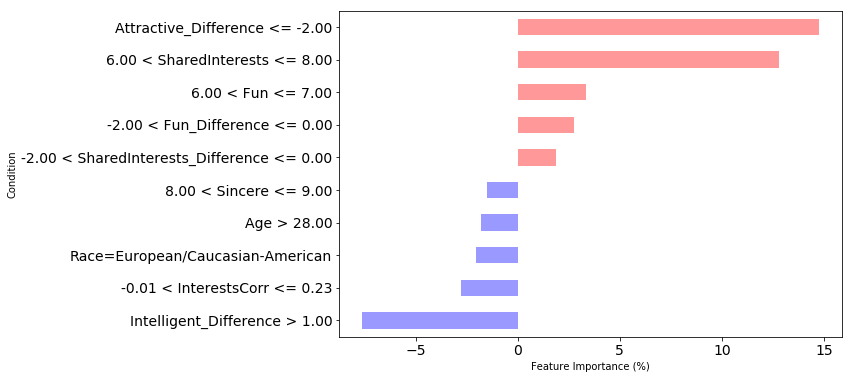 Attractive_Difference <= -2.00
6.00 < SharedInterests <= 8.00
6.00 < Fun <= 7.00
-2.00 < Fun_Difference <= 0.00
-2.00 < SharedInterests_Difference <= 0.00
8.00 < Sincere <= 9.00
Age > 28.00
Race=European/Caucasian-American
-0.01 < InterestsCorr <= 0.23
Intelligent_Difference > 1.00
Condition
−5 0 5 10 15
Feature Importance (%)